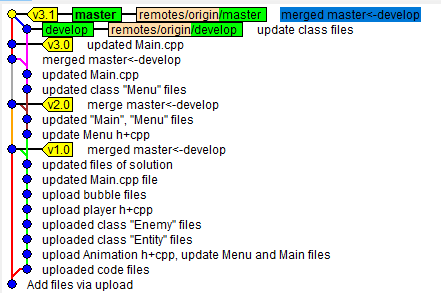 v3.1 master remotes/origin/master merged master<-develop
develop remotes/origin/develop update class files
v3.0 updated Main.cpp
merged master<-develop
updated Main.cpp
updated class "Menu" files
v2.0 merge master<-develop
updated "Main", "Menu" files
update Menu h+cpp
v1.0 merged master<-develop
updated files of solution
updated Main.cpp file
upload bubble files
upload player h+cpp
uploaded class "Enemy" files
uploaded class "Entity" files
upload Animation h+cpp, update Menu and Main files
uploaded code files
Add files via upload